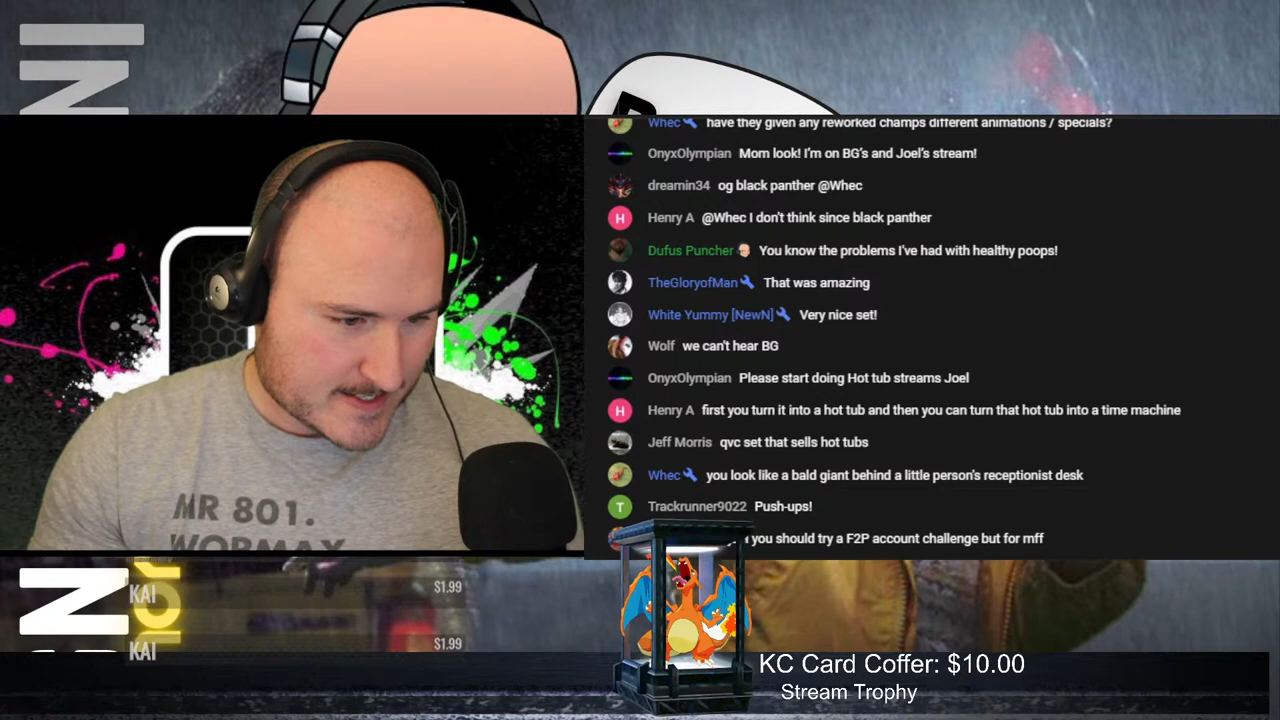 Whec have they given any reworked champs different animations / specials?
OnyxOlympian Mom look! I'm on BG's and Joel's stream!
dreamin34 og black panther @Whec
H Henry A @Whec I don't think since black panther
Dufus Puncher You know the problems I've had with healthy poops!
TheGloryofMan That was amazing
White Yummy [NewN] Very nice set!
Wolf we can't hear BG
OnyxOlympian Please start doing Hot tub streams Joel
H Henry A first you turn it into a hot tub and then you can turn that hot tub into a time machine
Jeff Morris qvc set that sells hot tubs
Whec you look like a bald giant behind a little person's receptionist desk
T Trackrunner9022 Push-ups!
you should try a F2P account challenge but for mff
MR 801.
WORMAX
KAI $1.99
KAI $1.99
KC Card Coffer: $10.00
Stream Trophy